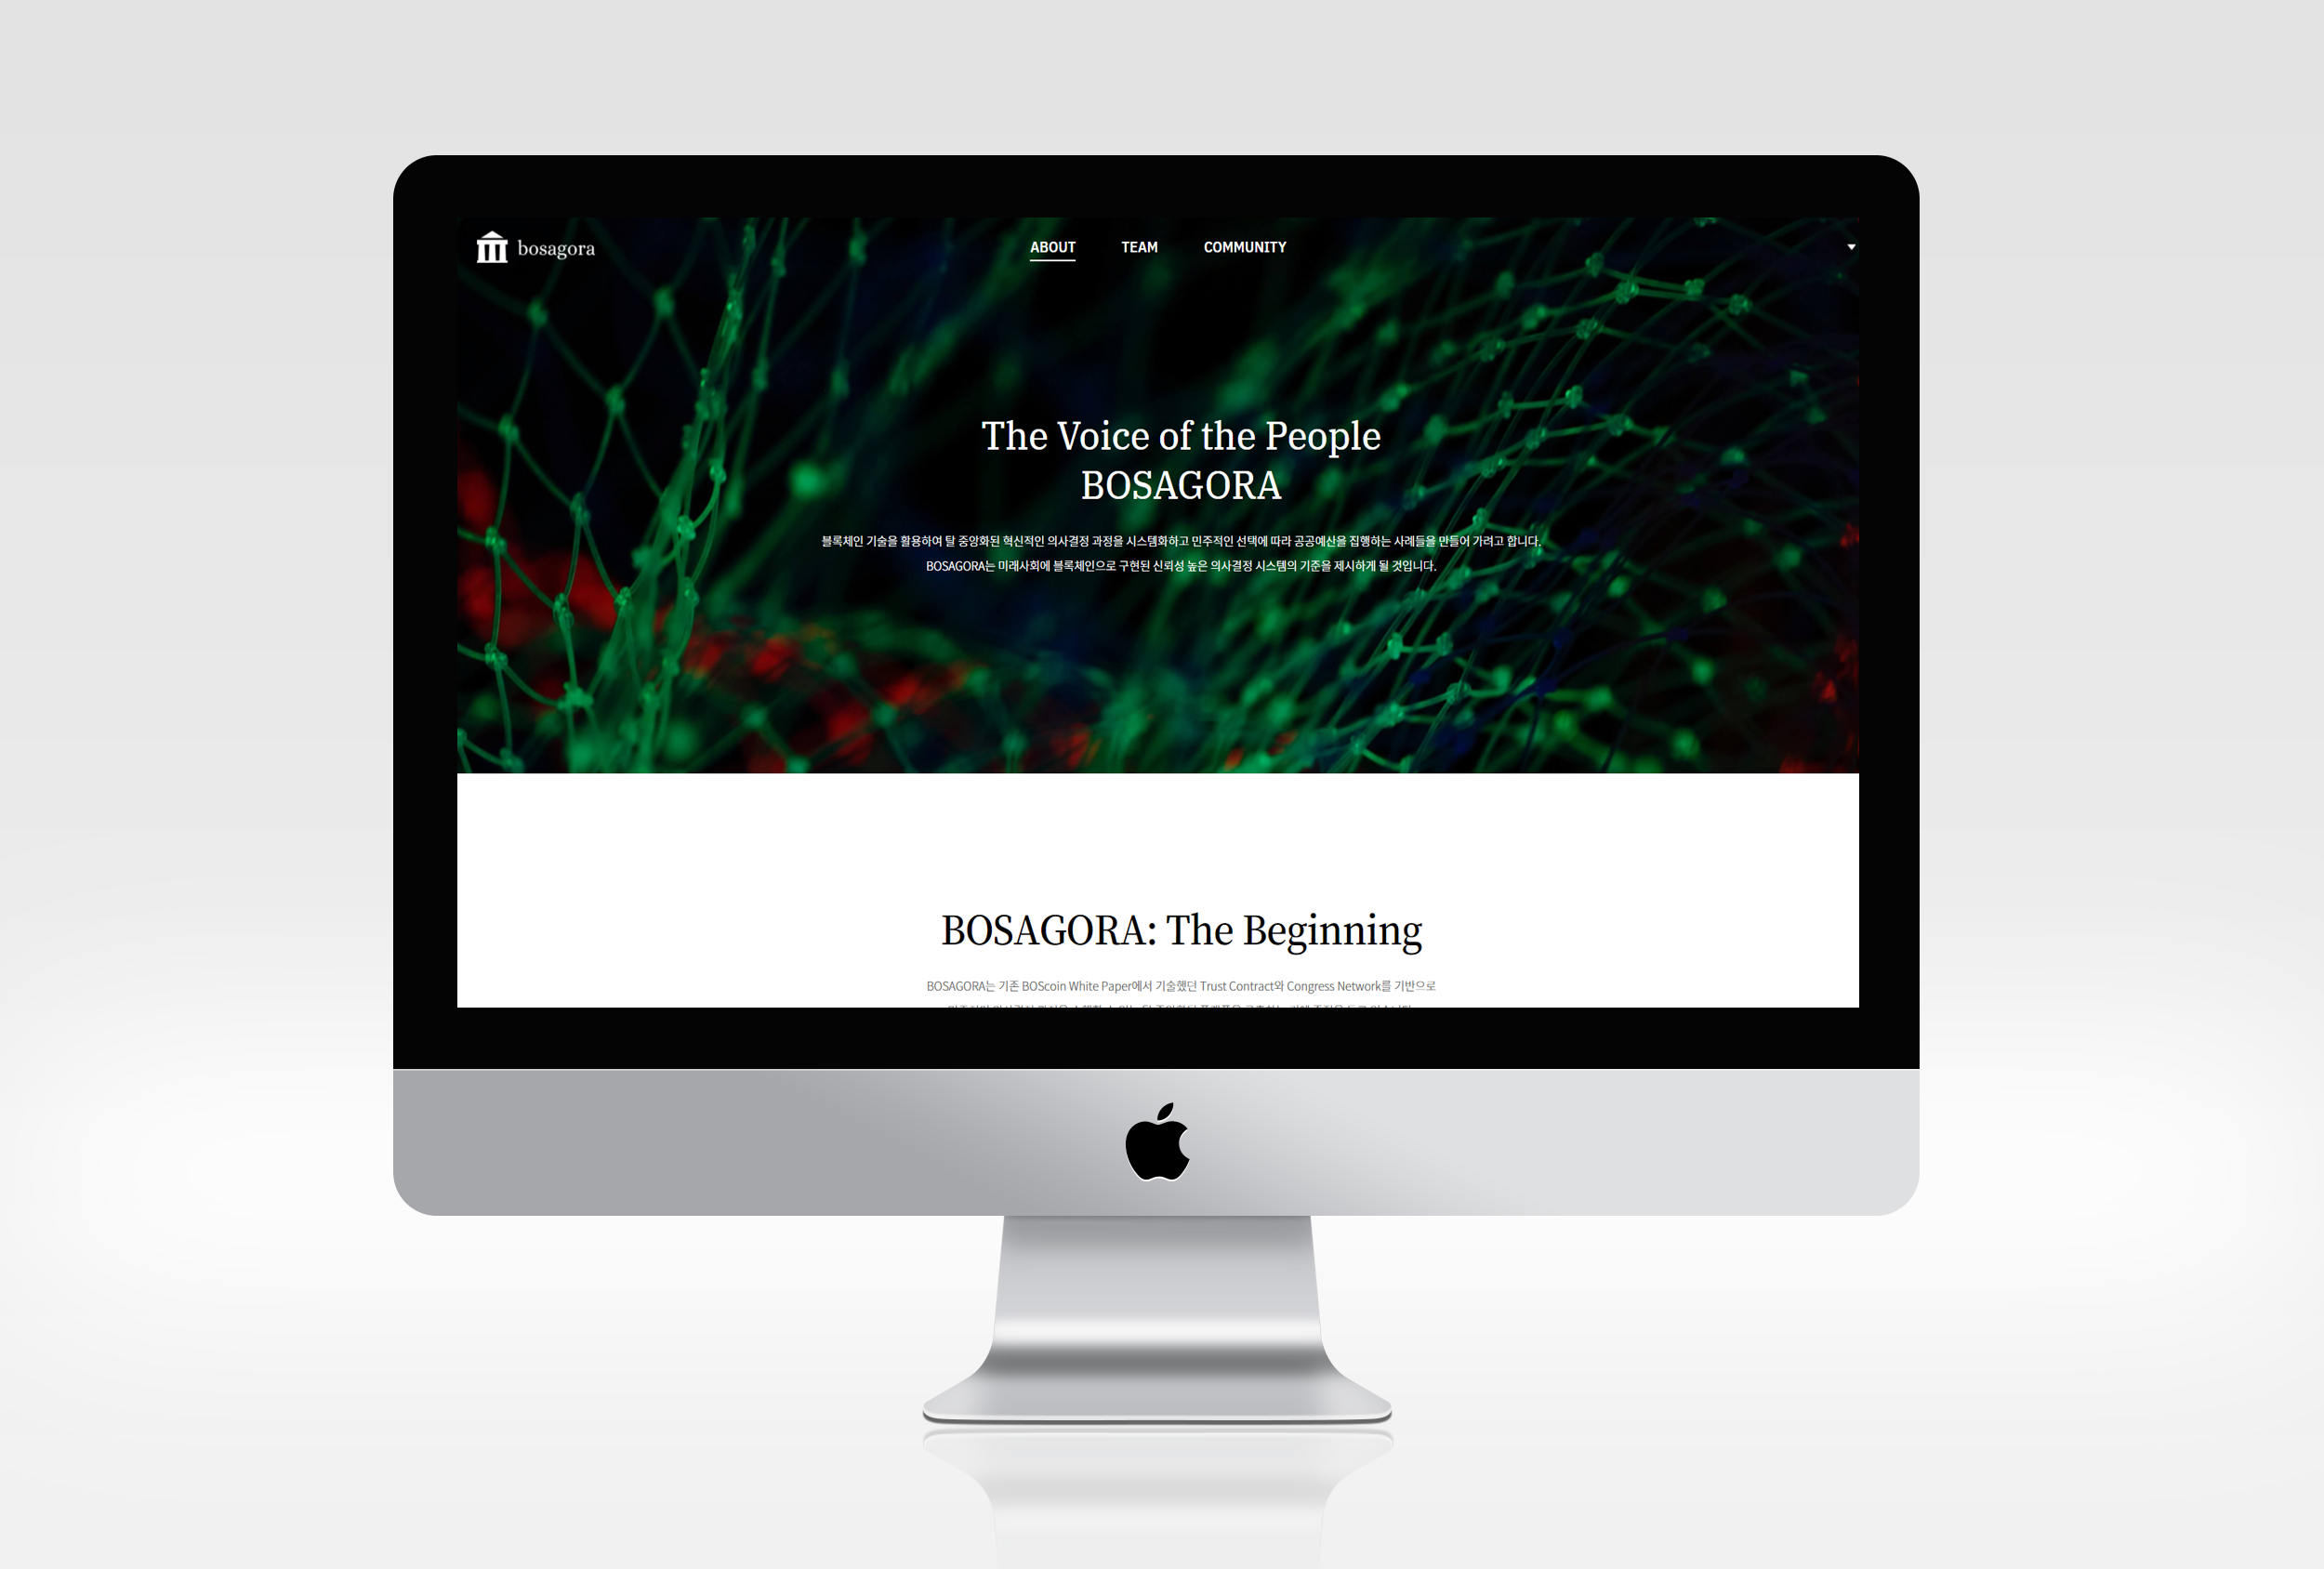 bosagora
ABOUT TEAM COMMUNITY
The Voice of the People
BOSAGORA
블록체인 기술을 활용하여 탈 중앙화된 혁신적인 의사결정 과정을 시스템화하고 민주적인 선택에 따라 공공예산을 집행하는 사례들을 만들어 가려고 합니다.
BOSAGORA는 미래사회에 블록체인으로 구현된 신뢰성 높은 의사결정 시스템의 기준을 제시하게 될 것입니다.
BOSAGORA: The Beginning
BOSAGORA는 기존 BOScoin White Paper에서 기술했던 Trust Contract와 Congress Network를 기반으로